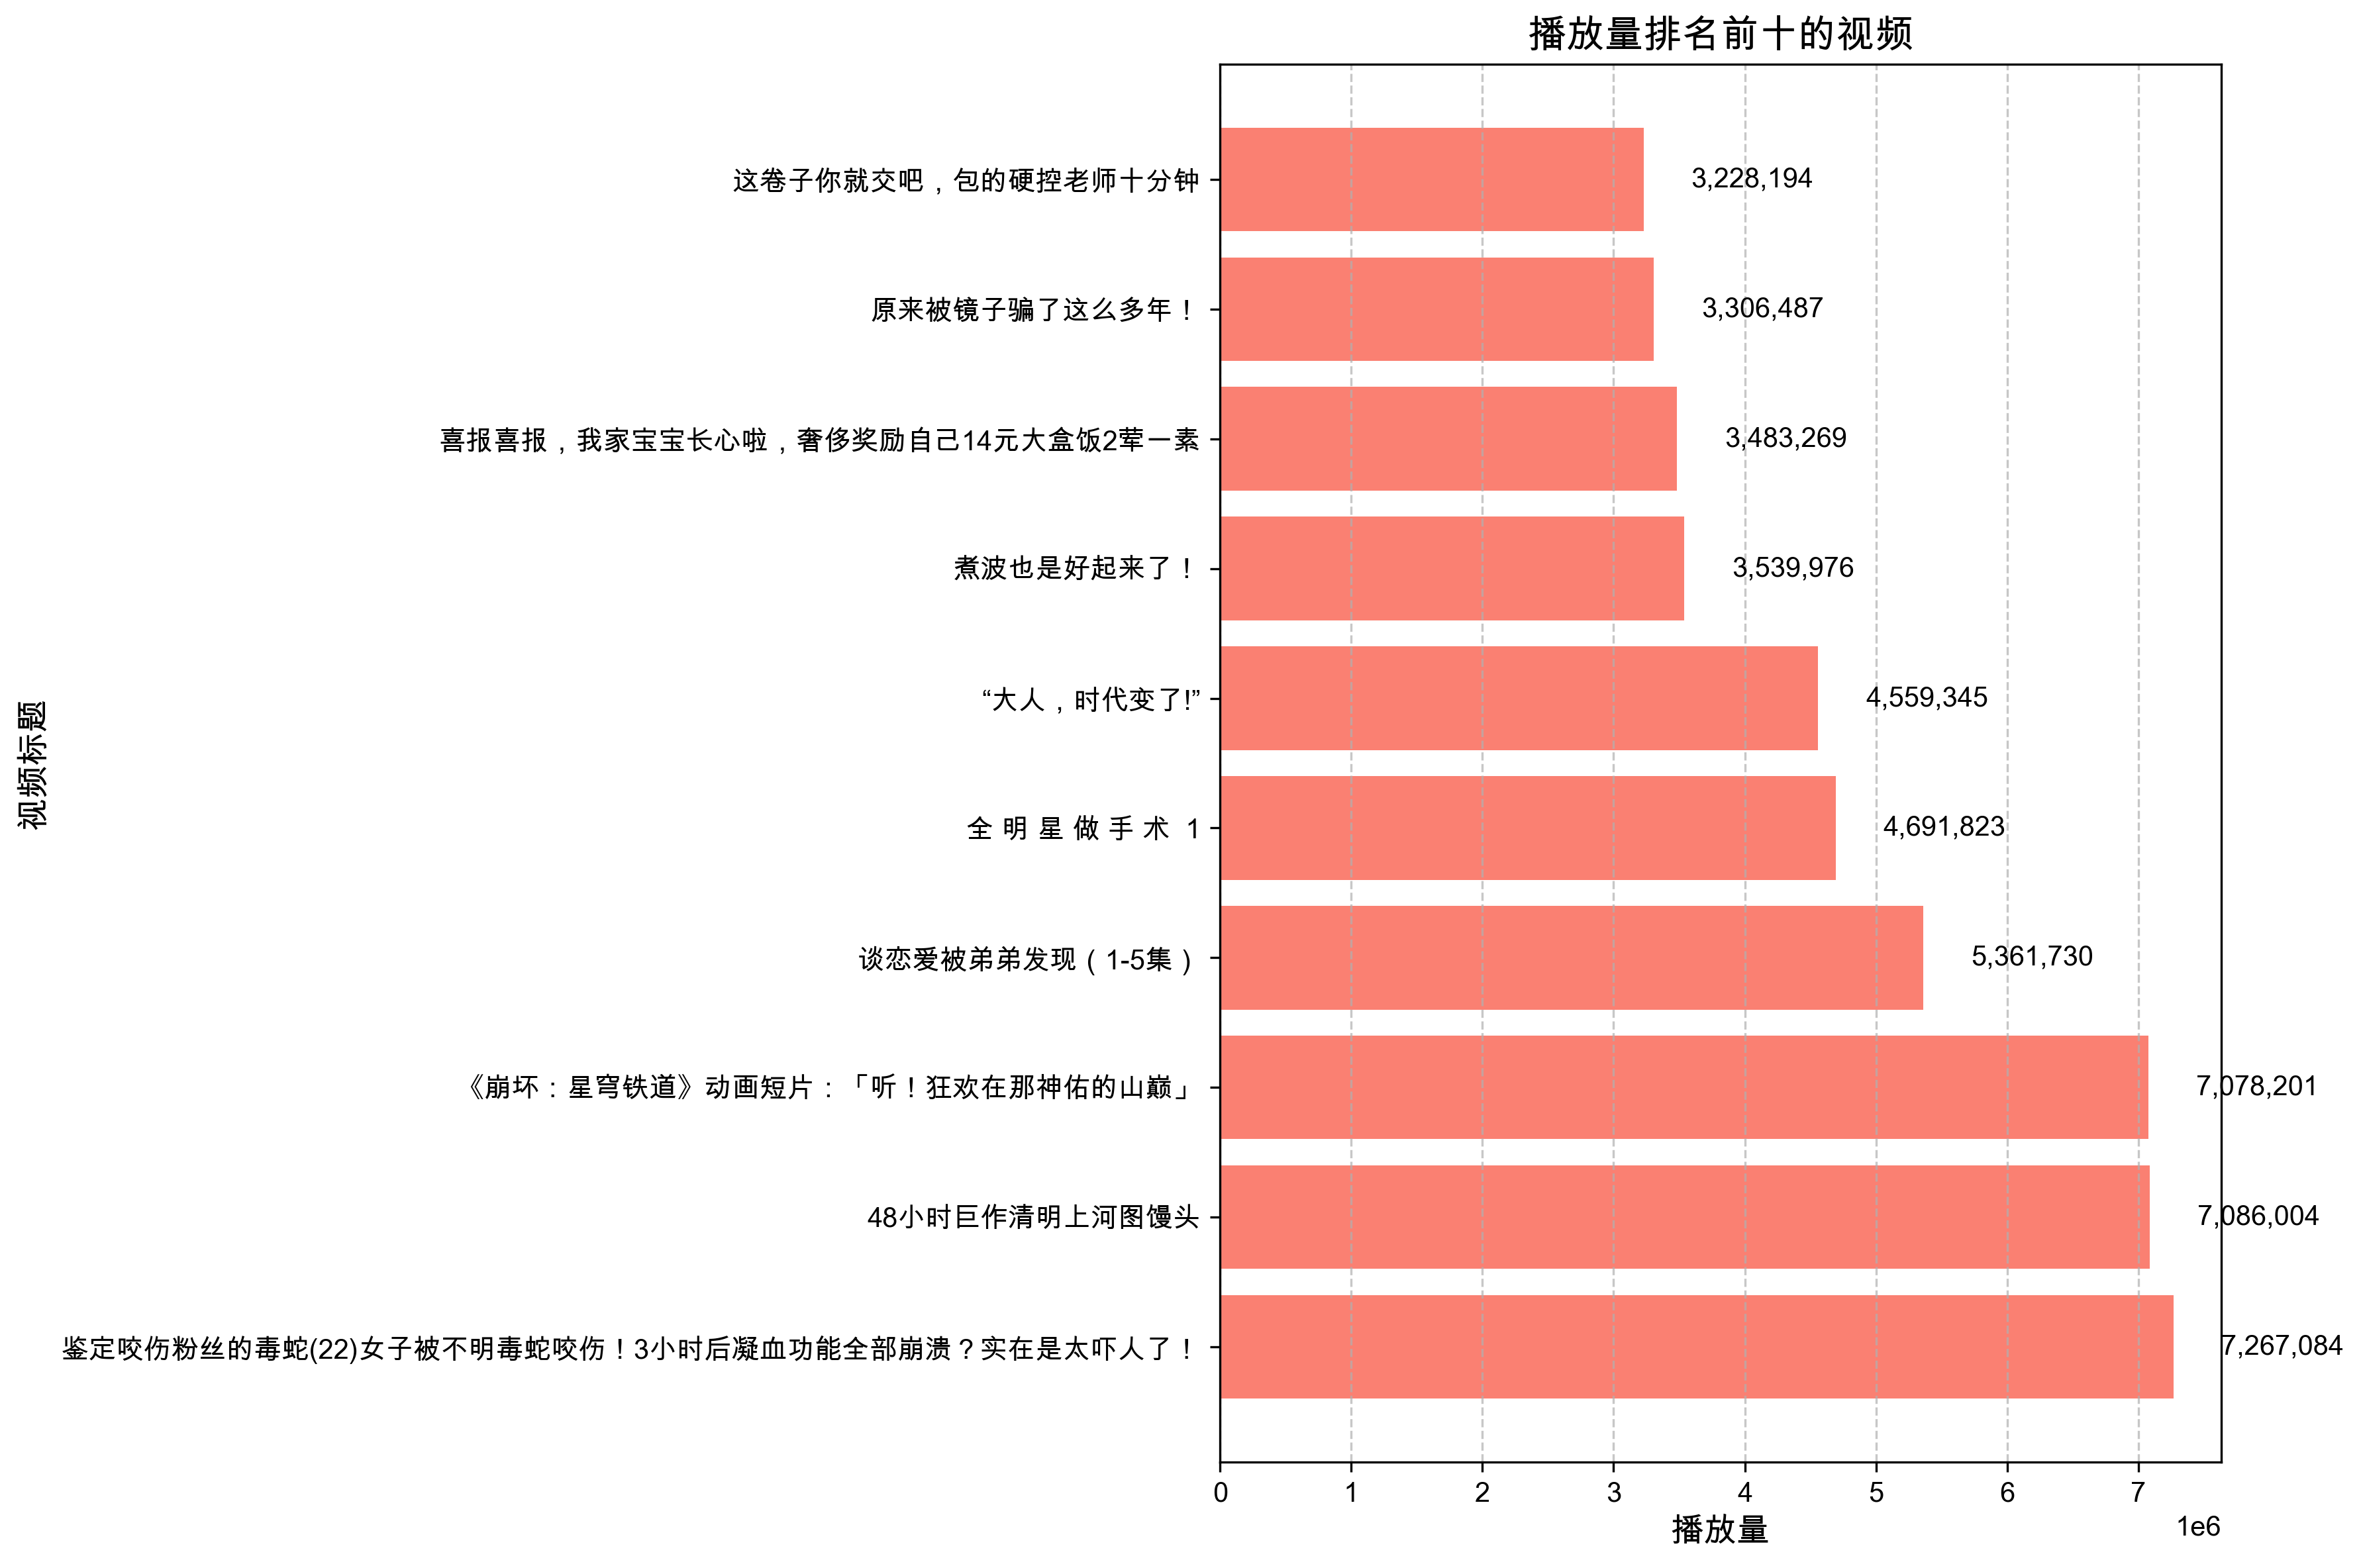 播放量排名前十的视频
视频标题
这卷子你就交吧，包的硬控老师十分钟
3,228,194
原来被镜子骗了这么多年！
3,306,487
喜报喜报，我家宝宝长心啦，奢侈奖励自己14元大盒饭2荤一素
3,483,269
煮波也是好起来了！
3,539,976
“大人，时代变了!”
4,559,345
全 明 星 做 手 术  1
4,691,823
谈恋爱被弟弟发现（1-5集）
5,361,730
《崩坏：星穹铁道》动画短片：「听！狂欢在那神佑的山巅」
7,078,201
48小时巨作清明上河图馒头
7,086,004
鉴定咬伤粉丝的毒蛇(22)女子被不明毒蛇咬伤！3小时后凝血功能全部崩溃？实在是太吓人了！
7,267,084
0 1 2 3 4 5 6 7
播放量
1e6